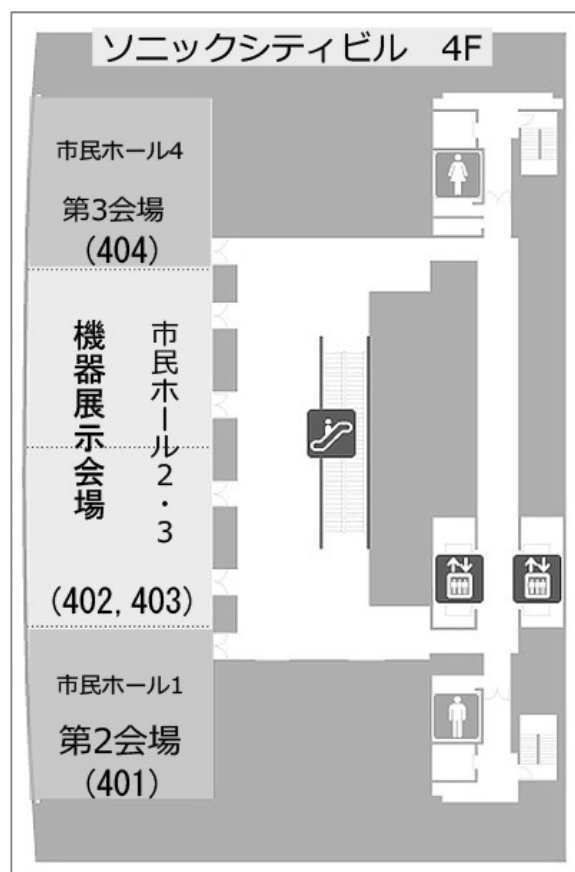 ソニックシティビル 4F
市民ホール4
第3会場
(404)
機器展示会場
市民ホール2・3
(402,403)
市民ホール1
第2会場
(401)